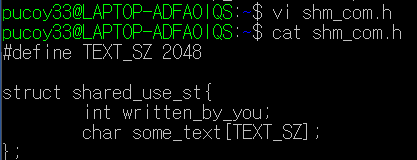 pucoy33@LAPTOP-ADFAOIQS:~$ vi shm_com.h
pucoy33@LAPTOP-ADFAOIQS:~$ cat shm_com.h
#define TEXT_SZ 2048
struct shared_use_st{
        int written_by_you;
        char some_text[TEXT_SZ];
};